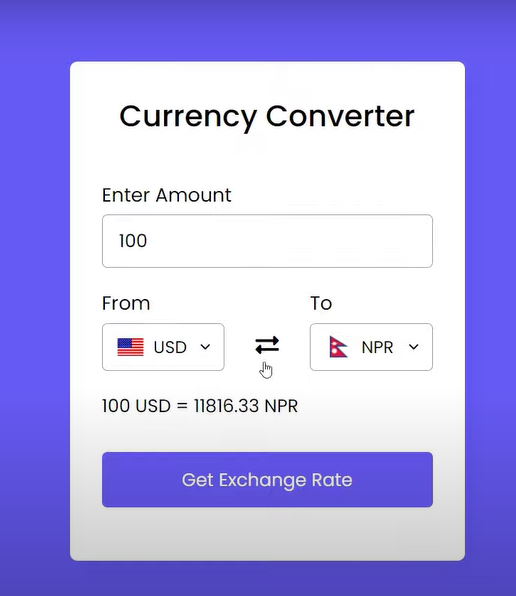 Currency Converter
Enter Amount
100
From
To
USD
NPR
100 USD = 11816.33 NPR
Get Exchange Rate